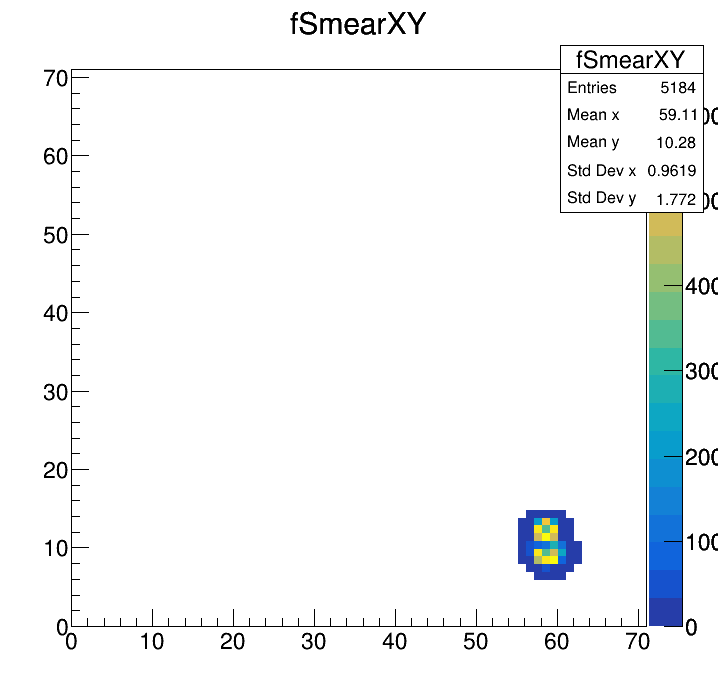 fSmearXY
fSmearXY
Entries 5184
Mean x 59.11
Mean y 10.28
Std Dev x 0.9619
Std Dev y 1.772
70
60
50
40
30
20
10
0
0 10 20 30 40 50 60 70
400
300
200
100
0